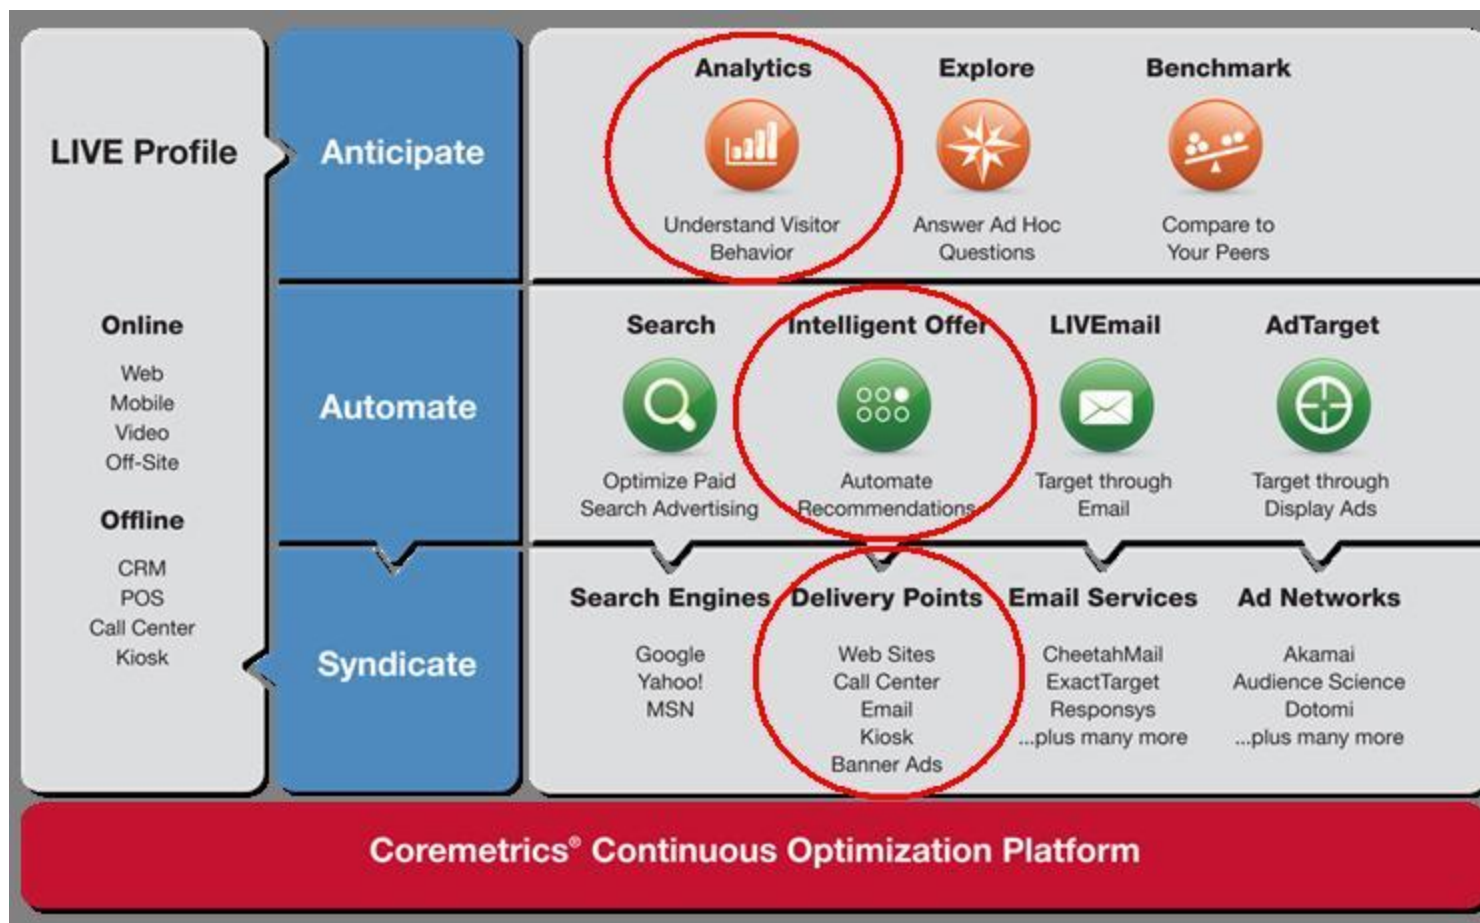 LIVE Profile
Online
Web
Mobile
Video
Off-Site
Offline
CRM
POS
Call Center
Kiosk
Anticipate
Analytics
Understand Visitor
Behavior
Explore
Answer Ad Hoc
Questions
Benchmark
Compare to
Your Peers
Automate
Search
Optimize Paid
Search Advertising
Intelligent Offer
Automate
Recommendations
LIVEmail
Target through
Email
AdTarget
Target through
Display Ads
Syndicate
Search Engines
Google
Yahoo!
MSN
Delivery Points
Web Sites
Call Center
Email
Kiosk
Banner Ads
Email Services
CheetahMail
ExactTarget
Responsys
...plus many more
Ad Networks
Akamai
Audience Science
Dotomi
...plus many more
Coremetrics® Continuous Optimization Platform